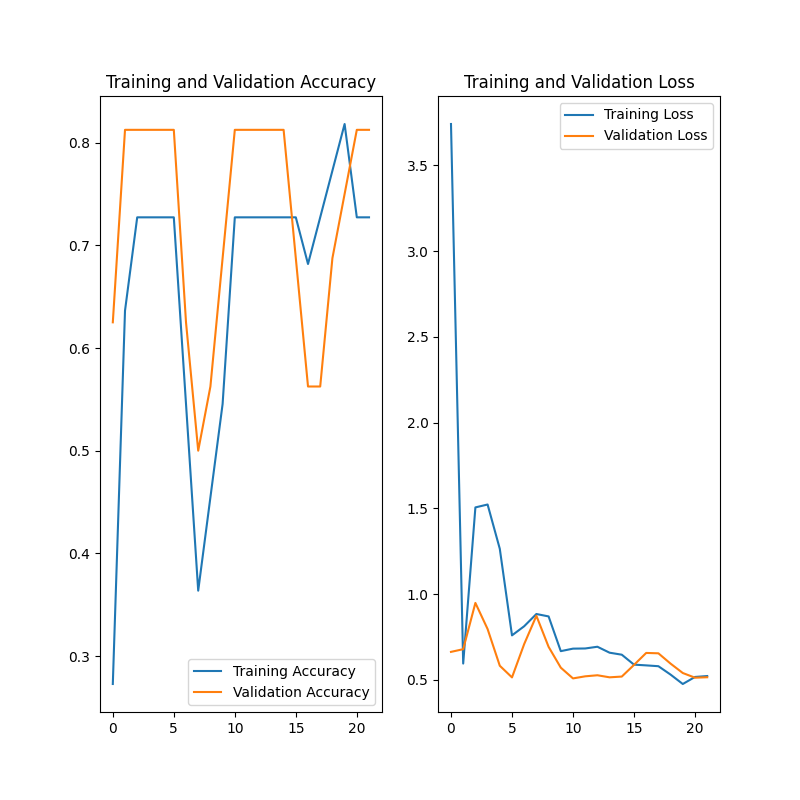 Training and Validation Accuracy
0.8
0.7
0.6
0.5
0.4
0.3
0 5 10 15 20
Training Accuracy
Validation Accuracy
Training and Validation Loss
3.5
3.0
2.5
2.0
1.5
1.0
0.5
0 5 10 15 20
Training Loss
Validation Loss